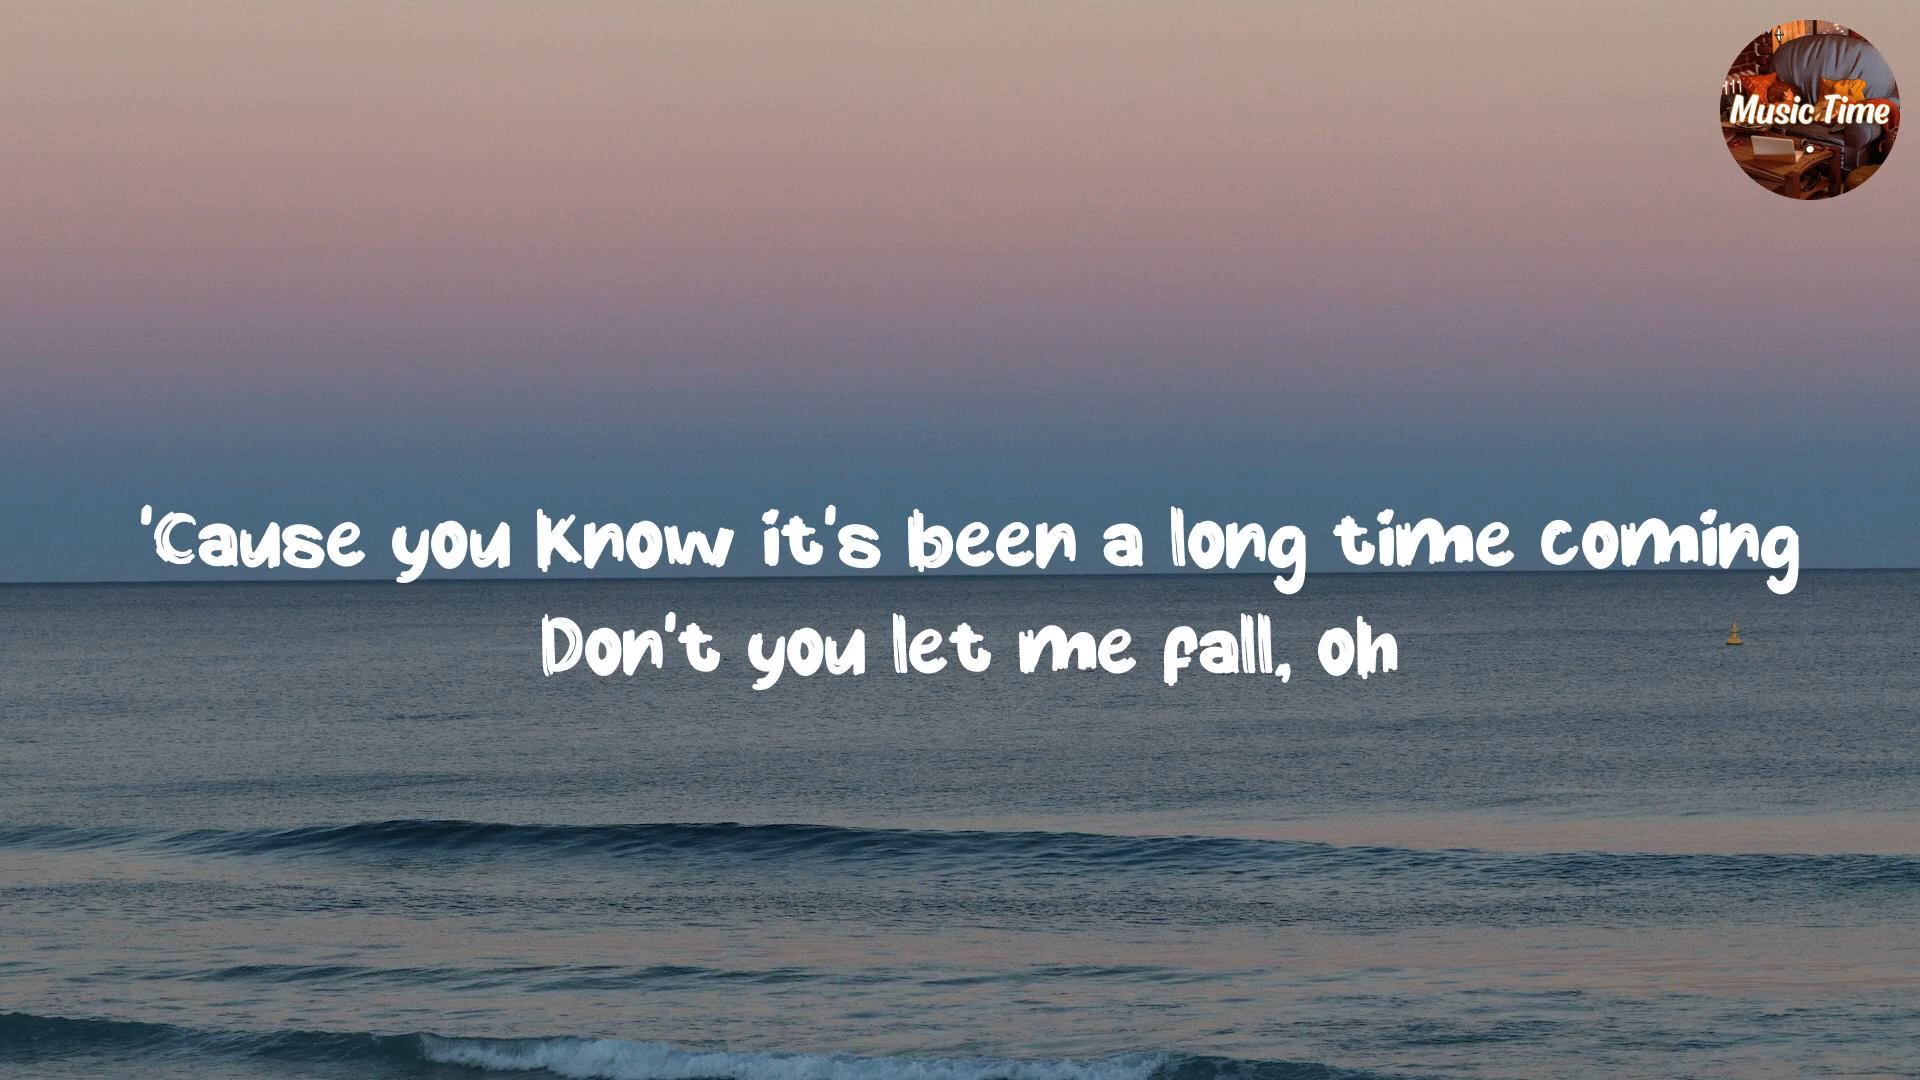 Music Time
'Cause you know it's been a long time coming
Don't you let me fall, oh